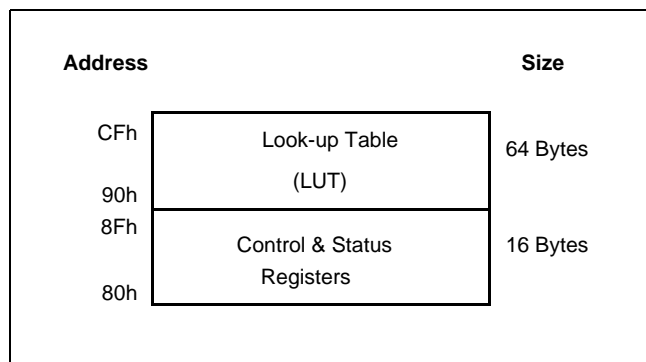 Address Size
CFh Look-up Table
64 Bytes
(LUT)
90h
8Fh
Control & Status 16 Bytes
Registers
80h